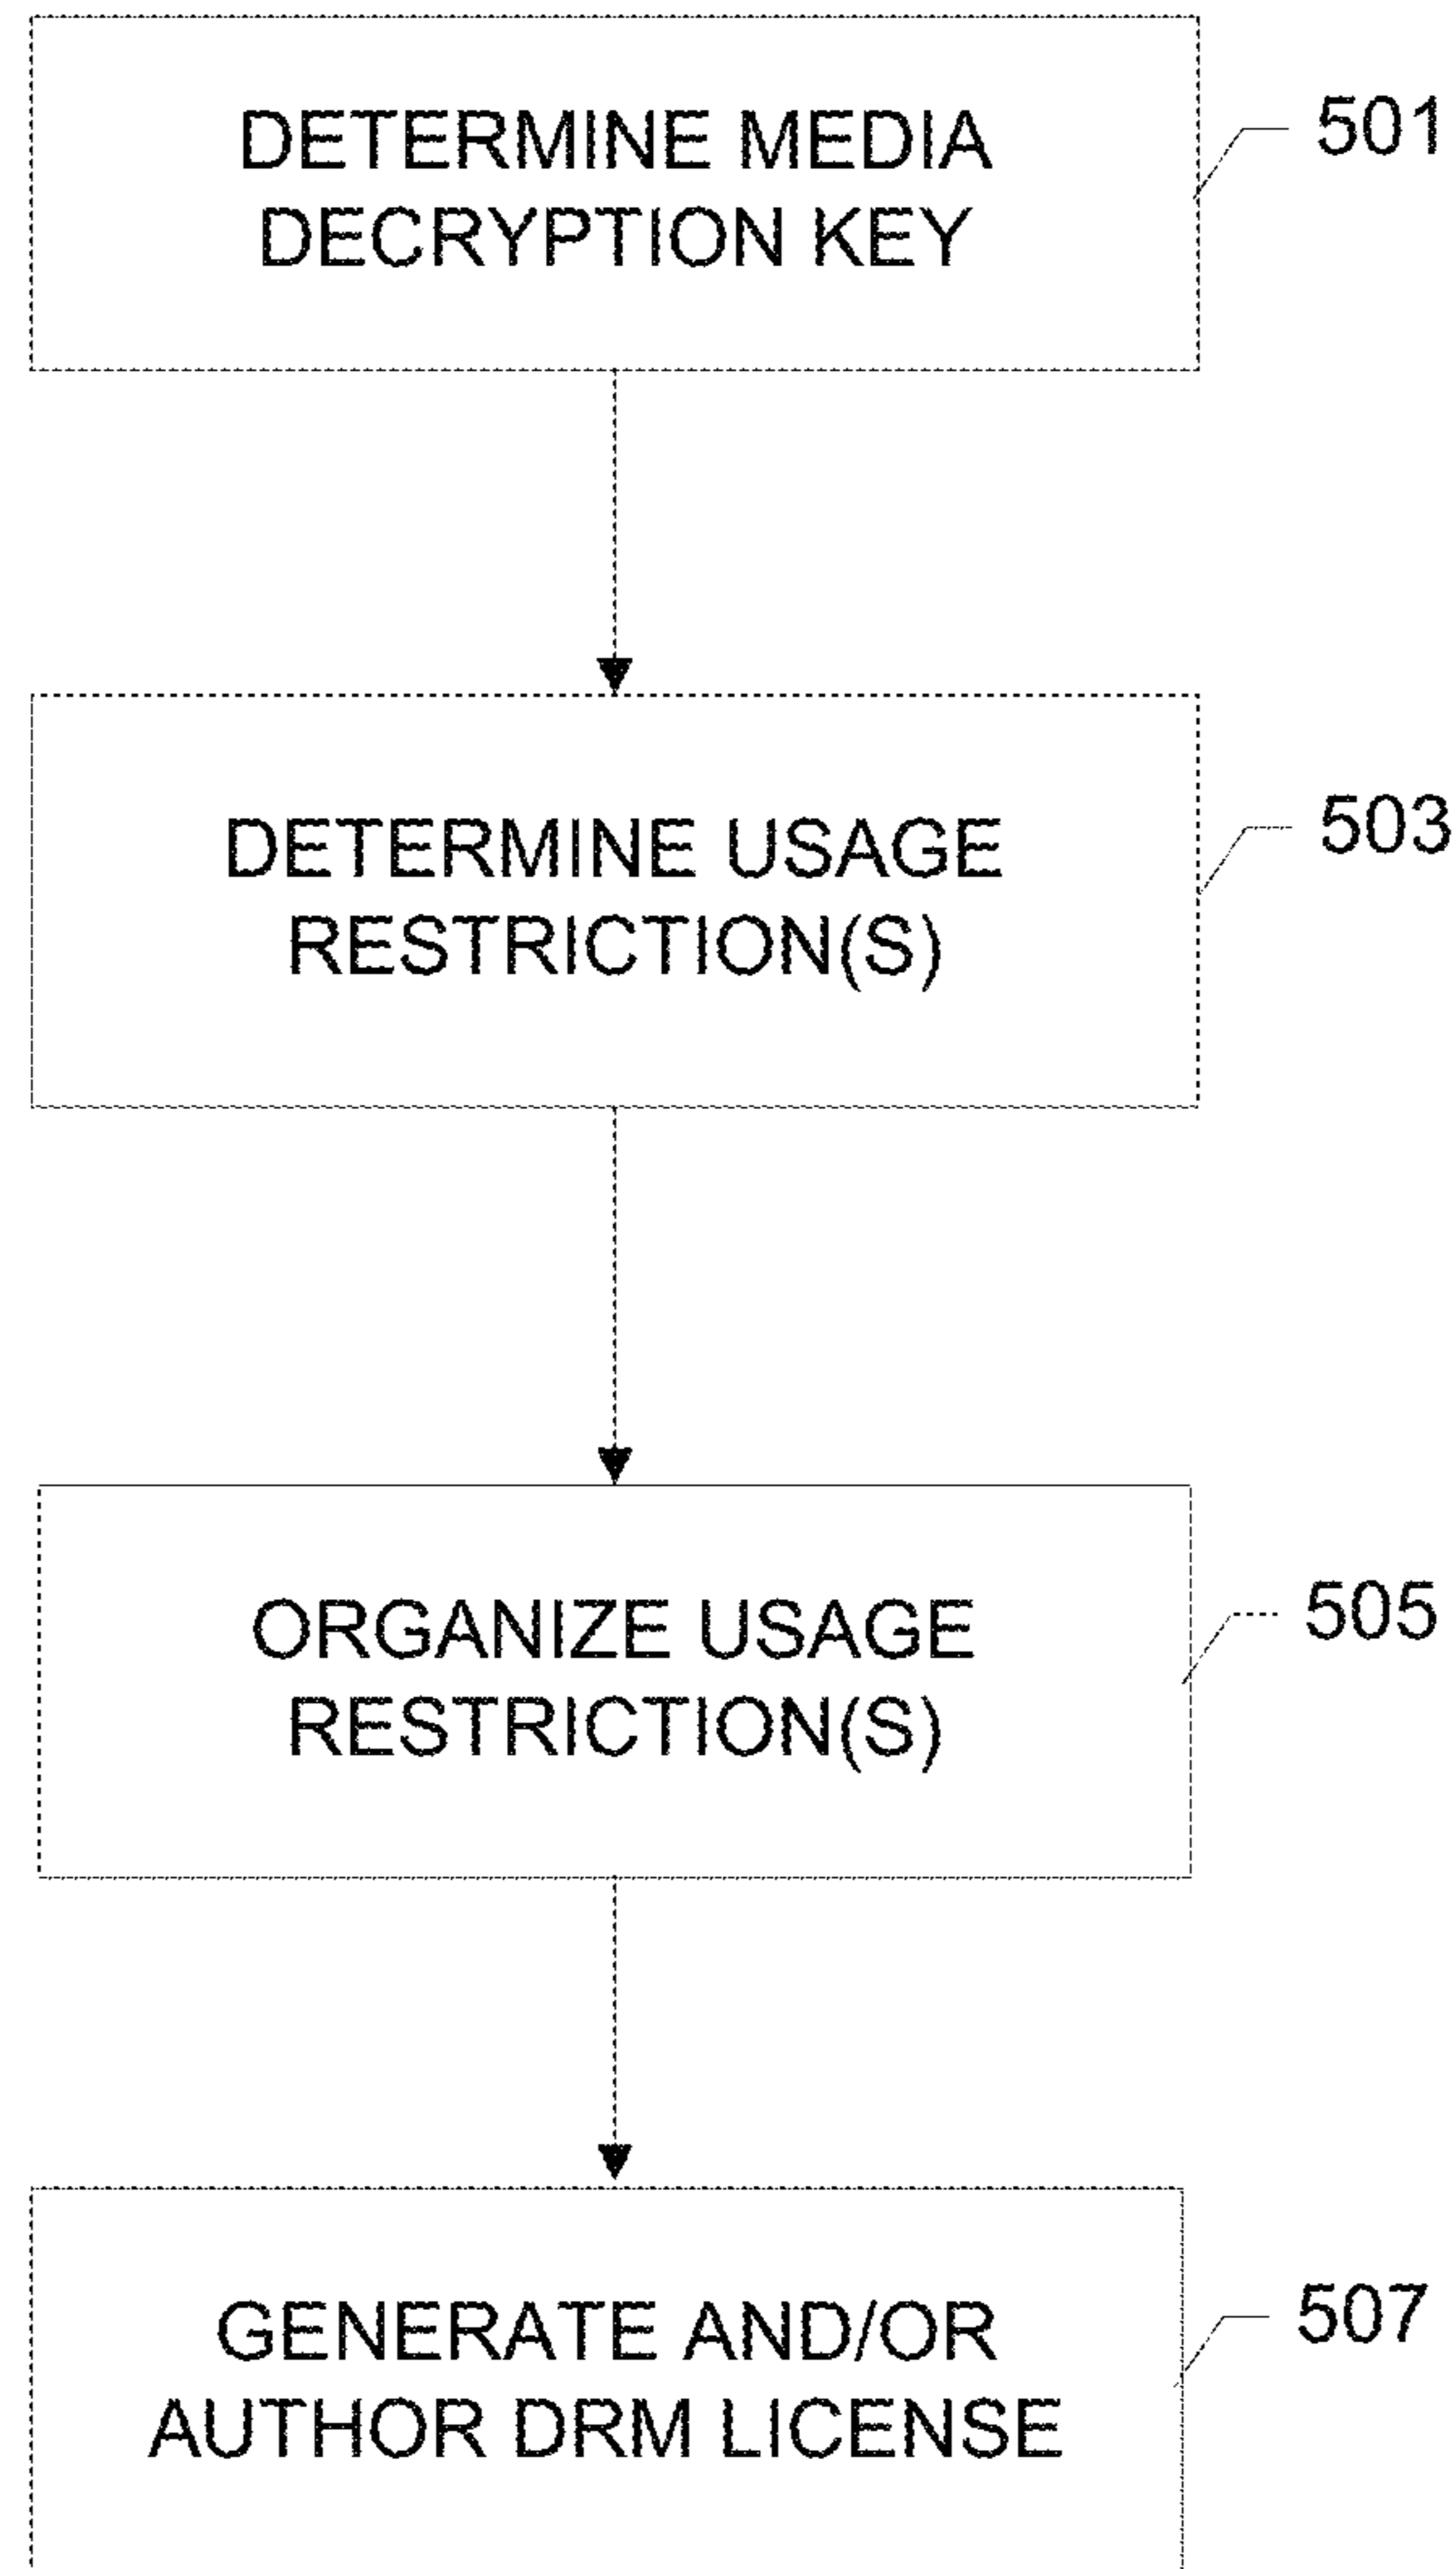 DETERMINE MEDIA
DECRYPTION KEY
501
DETERMINE USAGE
RESTRICTION(S)
503
ORGANIZE USAGE
RESTRICTION(S)
505
GENERATE AND/OR
AUTHOR DRM LICENSE
507